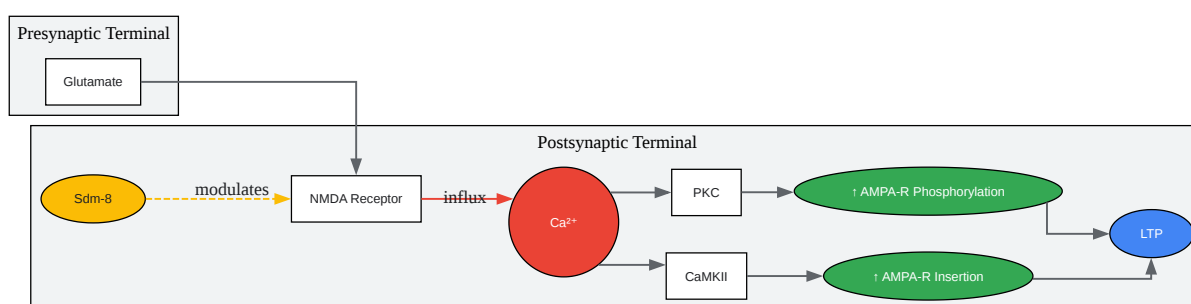 Presynaptic Terminal
Glutamate
Postsynaptic Terminal
Sdm-8
modulates
NMDA Receptor
influx
Ca²⁺
PKC
↑ AMPA-R Phosphorylation
LTP
CaMKII
↑ AMPA-R Insertion